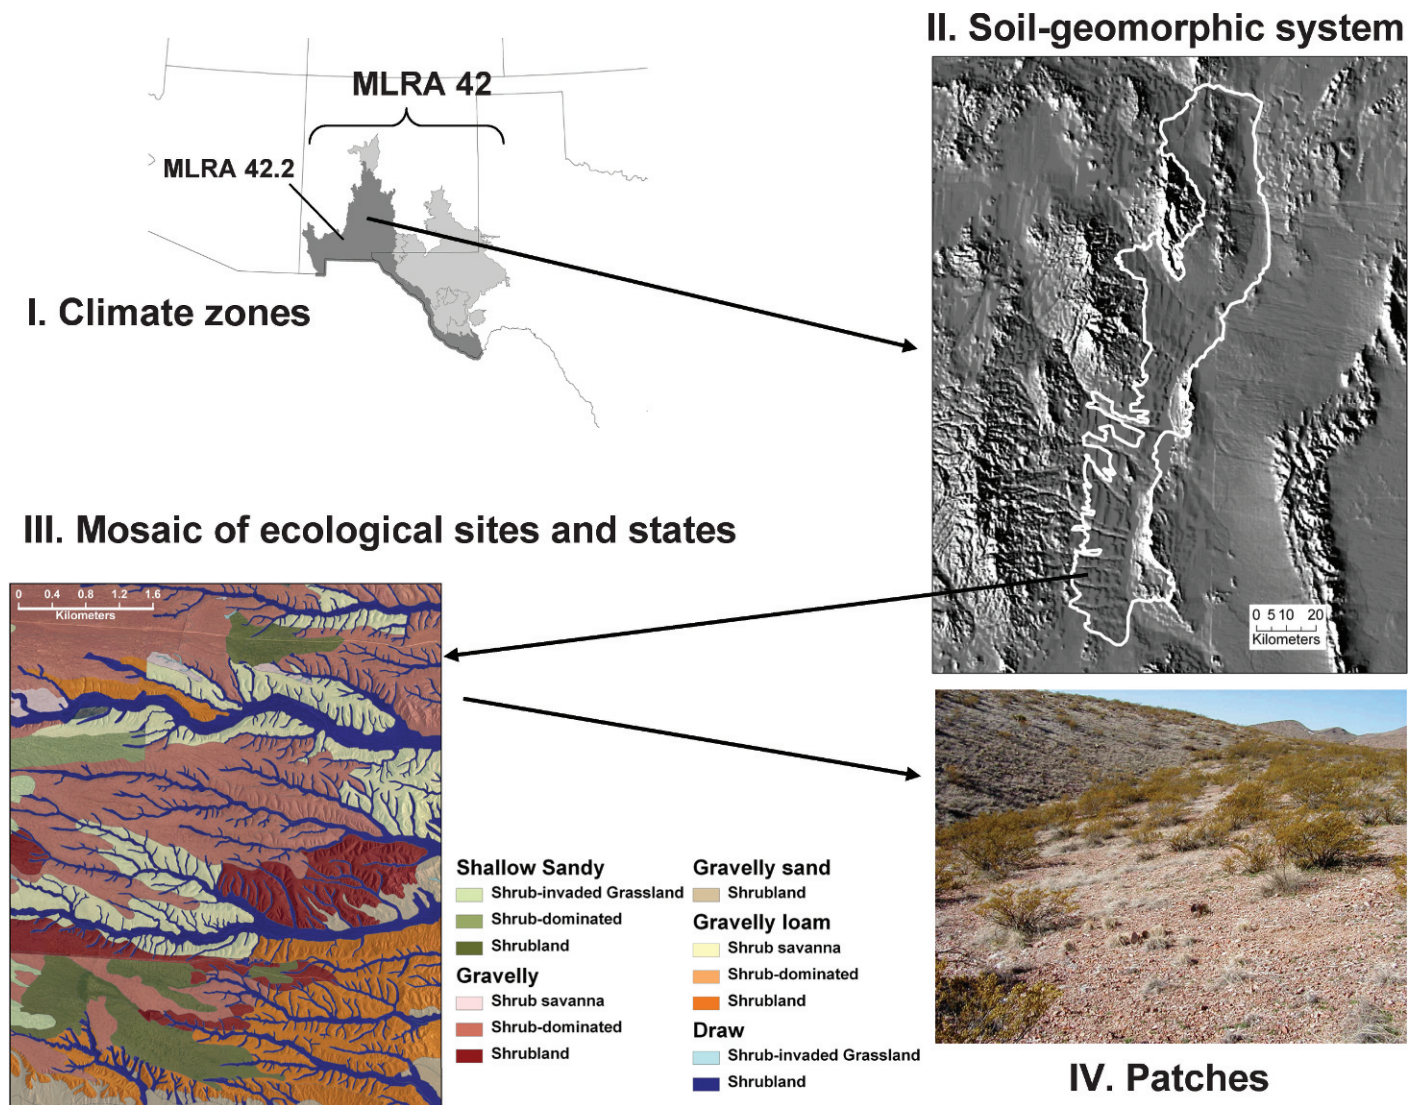 II. Soil-geomorphic system
MLRA 42
MLRA 42.2
I. Climate zones
0 5 10 20
Kilometers
III. Mosaic of ecological sites and states
0 0.4 0.8 1.2 1.6
Kilometers
Shallow Sandy
Shrub-invaded Grassland
Shrub-dominated
Shrubland
Gravelly
Shrub savanna
Shrub-dominated
Shrubland
Gravelly sand
Shrubland
Gravelly loam
Shrub savanna
Shrub-dominated
Shrubland
Draw
Shrub-invaded Grassland
Shrubland
IV. Patches